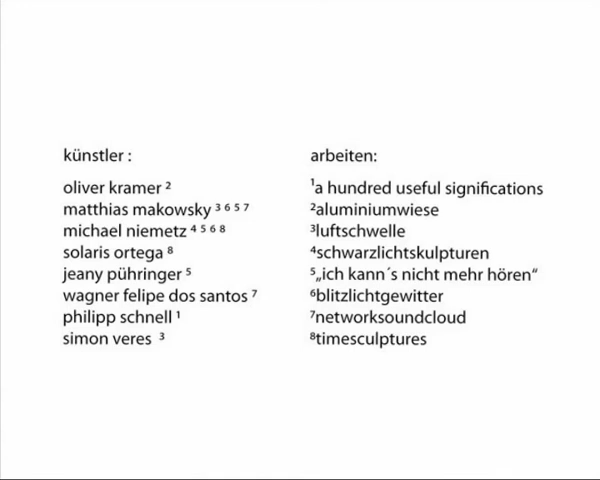 künstler :
oliver kramer ²
matthias makowsky ³ ⁶ ⁵ ⁷
michael niemetz ⁴ ⁵ ⁶ ⁸
solaris ortega ⁸
jeany pühringer ⁵
wagner felipe dos santos ⁷
philipp schnell ¹
simon veres ³
arbeiten:
¹a hundred useful significations
²aluminiumwiese
³luftschwelle
⁴schwarzlichtskulpturen
⁵„ich kann´s nicht mehr hören“
⁶blitzlichtgewitter
⁷networksoundcloud
⁸timesculptures